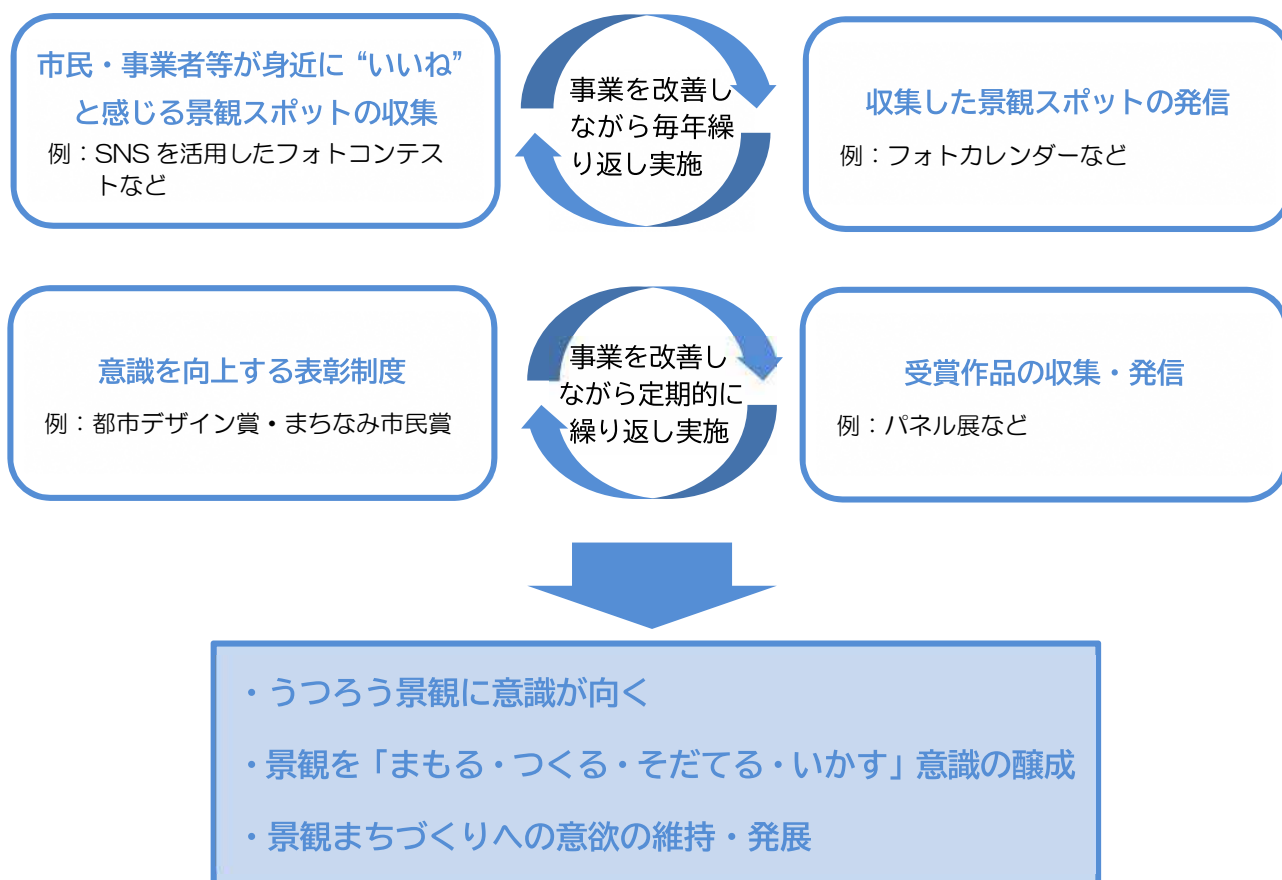 市民・事業者等が身近に“いいね”
と感じる景観スポットの収集
例：SNSを活用したフォトコンテス
トなど
事業を改善し
ながら毎年繰
り返し実施
収集した景観スポットの発信
例：フォトカレンダーなど
意識を向上する表彰制度
例：都市デザイン賞・まちなみ市民賞
事業を改善し
ながら定期的に
繰り返し実施
受賞作品の収集・発信
例：パネル展など
・うつろう景観に意識が向く
・景観を「まもる・つくる・そだてる・いかす」意識の醸成
・景観まちづくりへの意欲の維持・発展